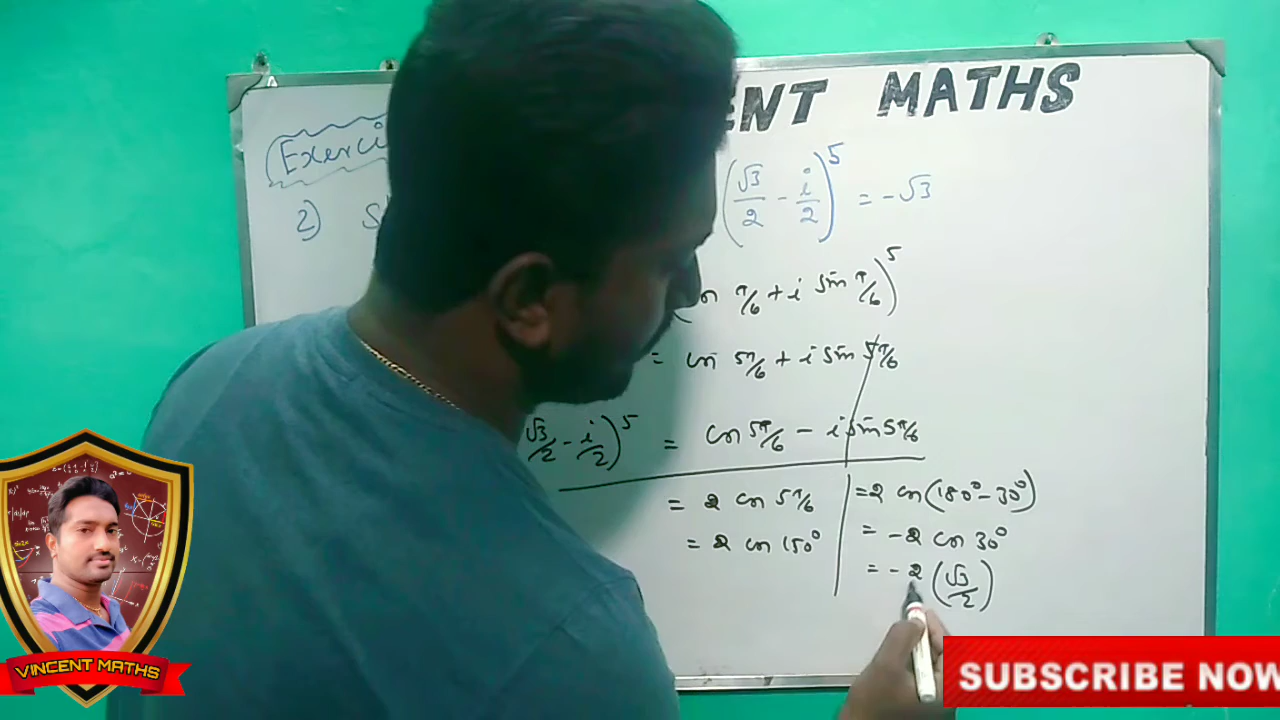 ENT MATHS
Exerci
2) S (√3/2 - i/2)^5 = -√3
π/6 + i sin π/6)^5
= cos 5π/6 + i sin 5π/6
√3/2 - i/2)^5 = cos 5π/6 - i sin 5π/6
= 2 cos 5π/6
= 2 cos 150°
= 2 cos(180° - 30°)
= -2 cos 30°
= -2 (√3/2)
VINCENT MATHS
SUBSCRIBE NOW